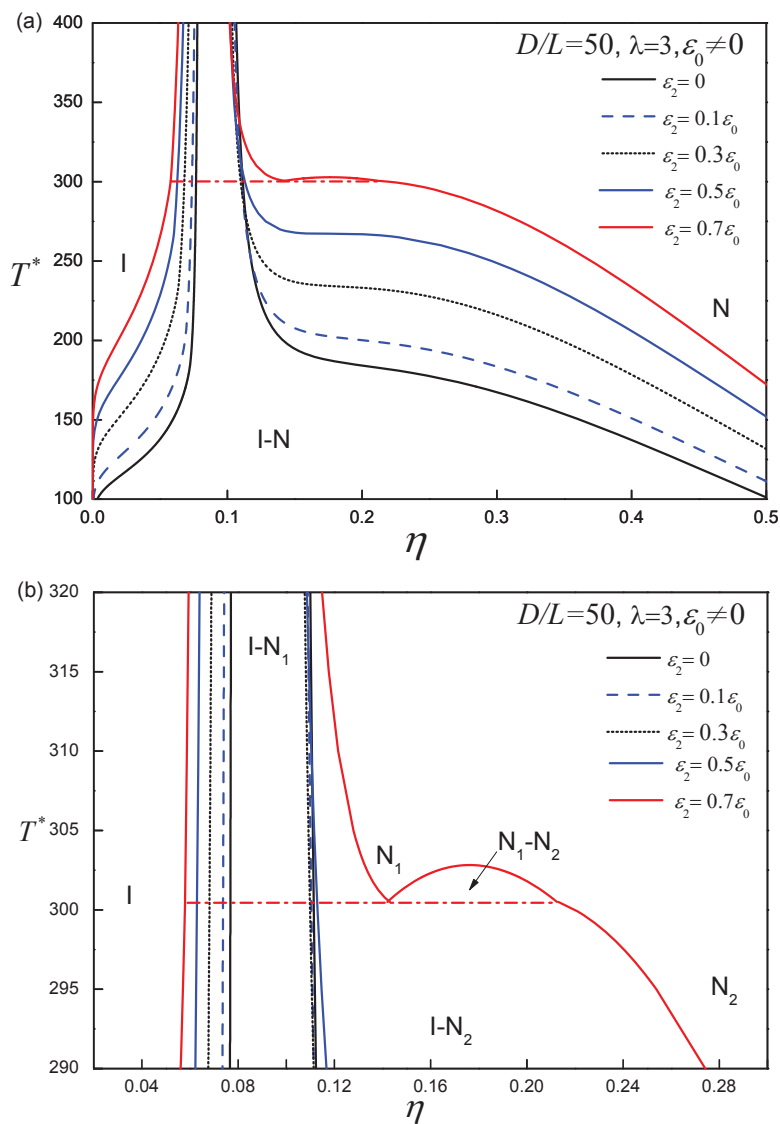 (a)
400
350
300
250
200
150
100
T*
0.0
0.1
0.2
0.3
0.4
0.5
η
D/L=50, λ=3, ε₀≠0
ε₂=0
ε₂=0.1ε₀
ε₂=0.3ε₀
ε₂=0.5ε₀
ε₂=0.7ε₀
I
N
I-N
(b)
320
315
310
305
300
295
290
T*
0.04
0.08
0.12
0.16
0.20
0.24
0.28
η
D/L=50, λ=3, ε₀≠0
ε₂=0
ε₂=0.1ε₀
ε₂=0.3ε₀
ε₂=0.5ε₀
ε₂=0.7ε₀
I-N₁
N₁
N₁-N₂
I
N₂
I-N₂